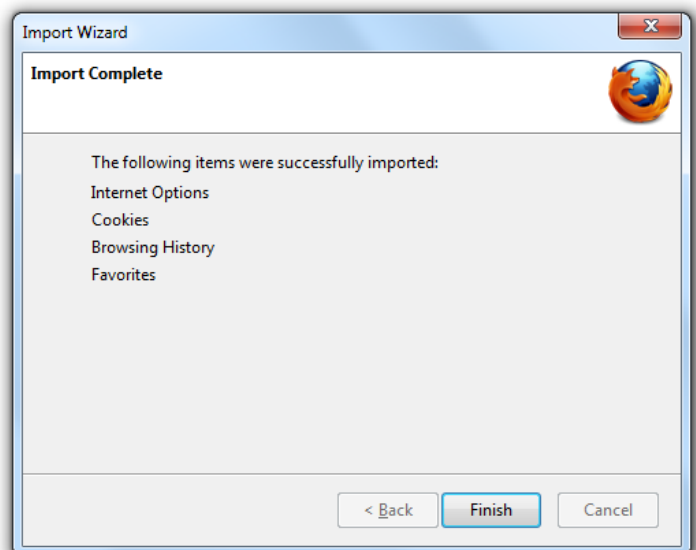 Import Wizard
Import Complete
The following items were successfully imported:
Internet Options
Cookies
Browsing History
Favorites
< Back
Finish
Cancel